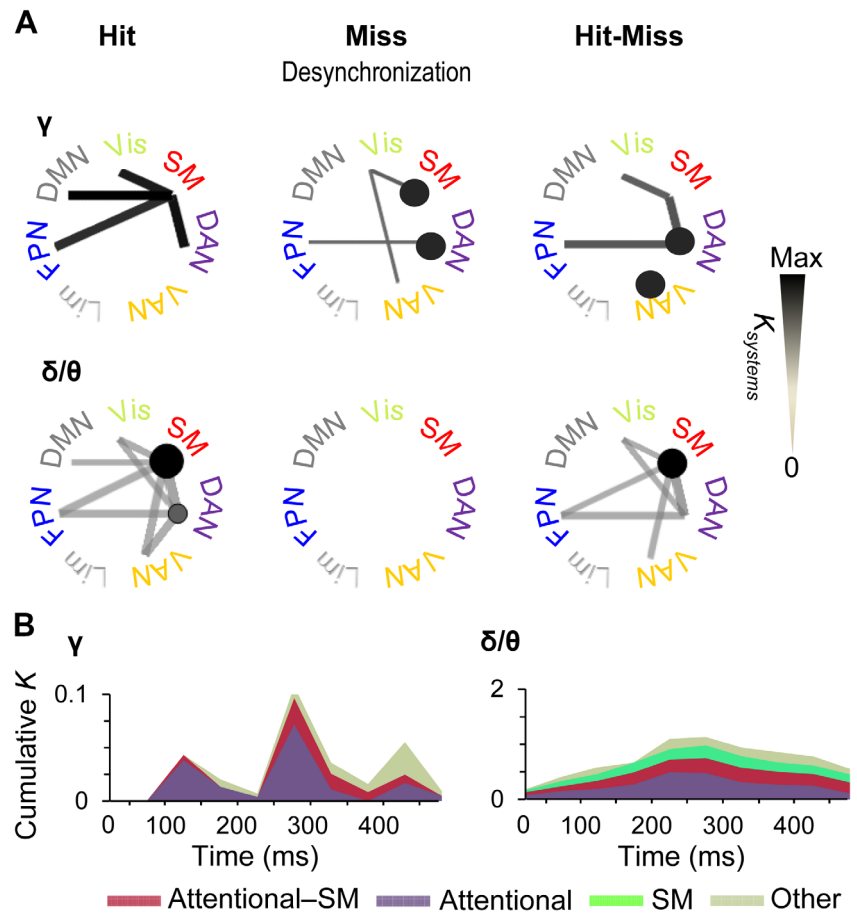 A
Hit Miss Hit-Miss
Desynchronization
γ
Vis SM DAN VAN Lim FPN DMN
Vis SM DAN VAN Lim FPN DMN
Vis SM DAN VAN Lim FPN DMN
Max
Ksystems
0
δ/θ
Vis SM DAN VAN Lim FPN DMN
Vis SM DAN VAN Lim FPN DMN
Vis SM DAN VAN Lim FPN DMN
B
γ
Cumulative K
0.1
0
0 100 200 300 400
Time (ms)
δ/θ
2
0
0 100 200 300 400
Time (ms)
Attentional–SM Attentional SM Other